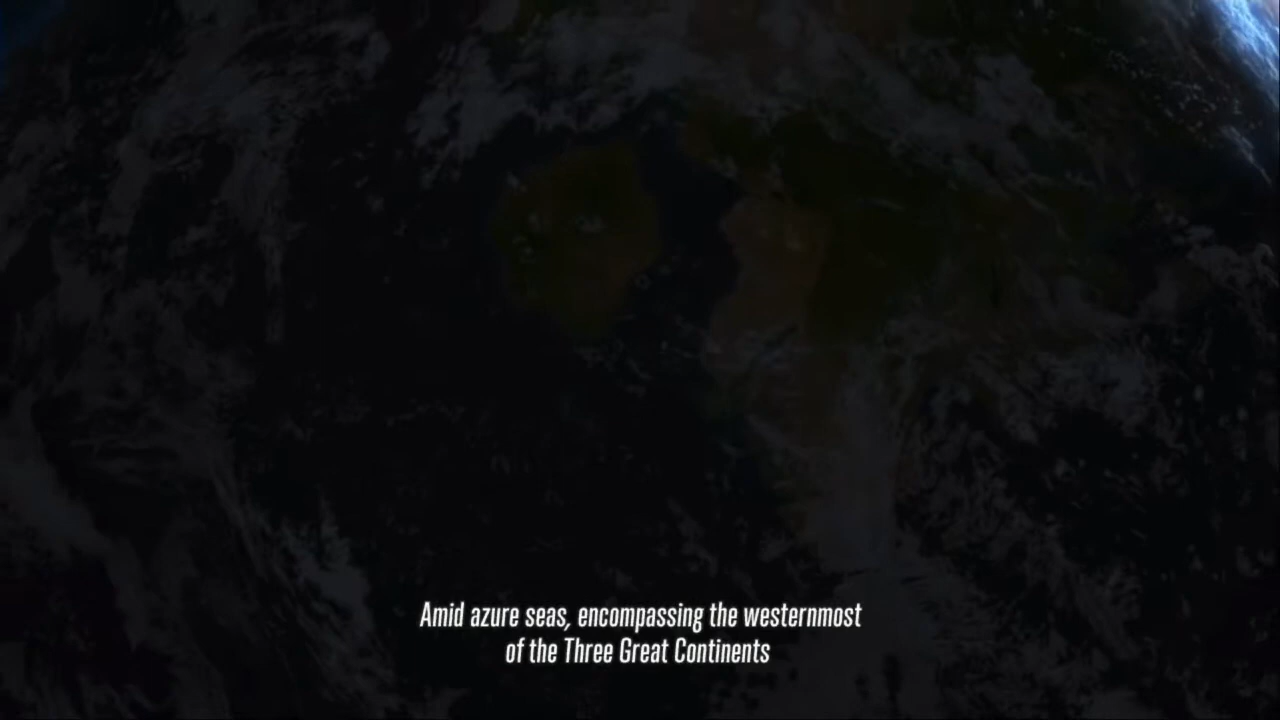 Amid azure seas, encompassing the westernmost
of the Three Great Continents